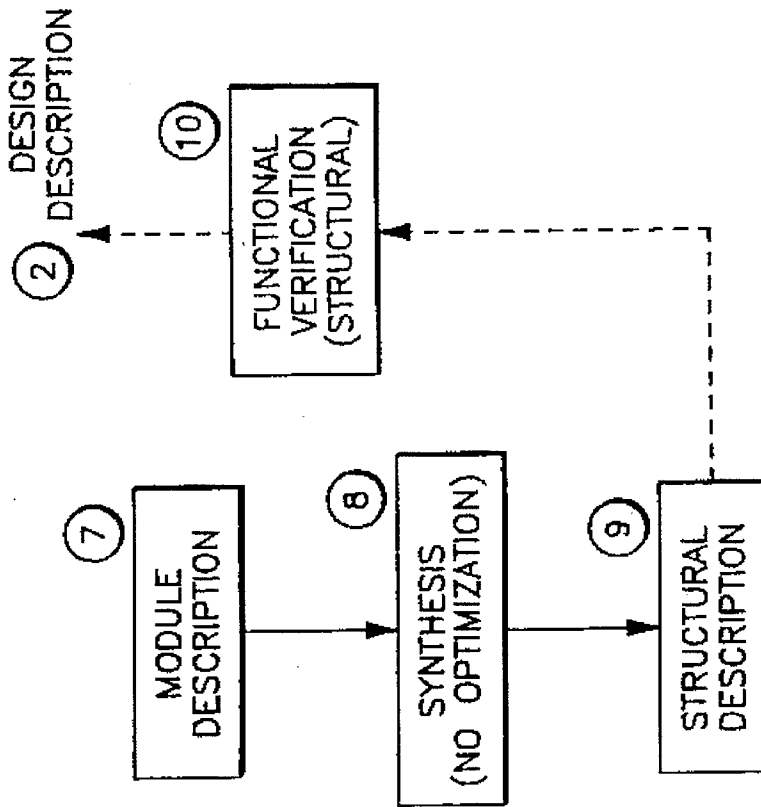 7
MODULE
DESCRIPTION
8
SYNTHESIS
(NO OPTIMIZATION)
9
STRUCTURAL
DESCRIPTION
10
FUNCTIONAL
VERIFICATION
(STRUCTURAL)
2
DESIGN
DESCRIPTION